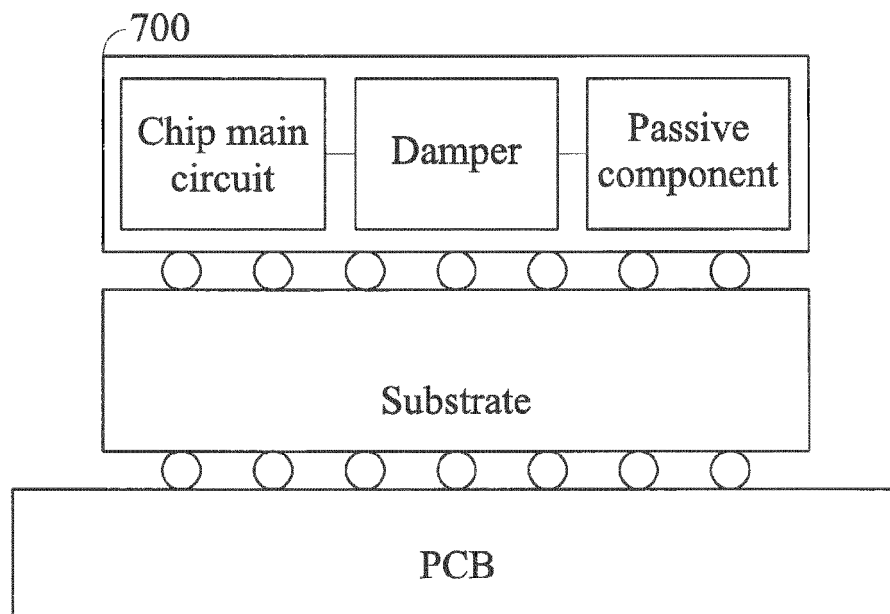 700
Chip main
circuit
Damper
Passive
component
Substrate
PCB